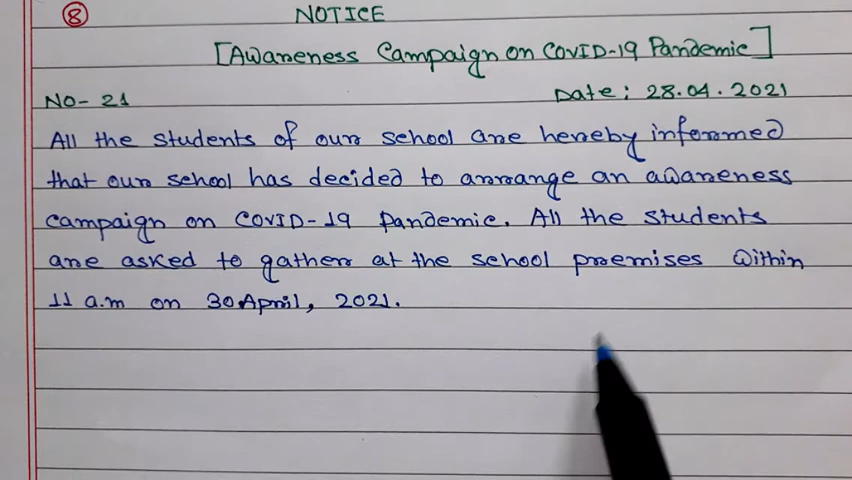 8
NOTICE
[Awareness Campaign on COVID-19 Pandemic]
NO- 21 Date: 28.04.2021
All the students of our school are hereby informed
that our school has decided to arrange an awareness
campaign on COVID-19 Pandemic. All the students
are asked to gather at the school premises within
11 a.m on 30 April, 2021.